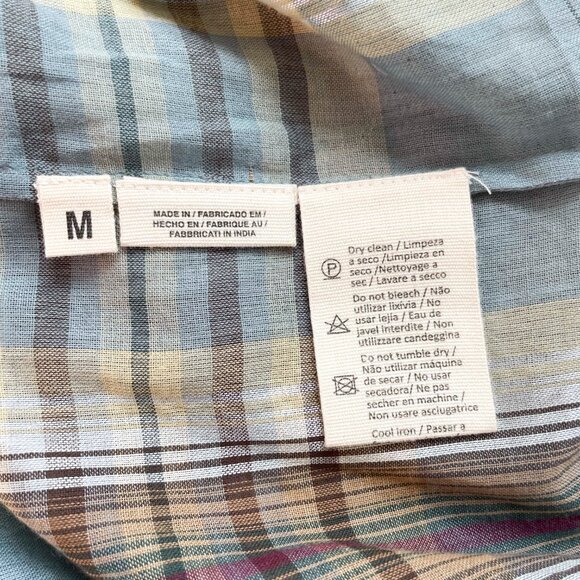 M
MADE IN / FABRICADO EM /
HECHO EN / FABRIQUE AU /
FABBRICATI IN INDIA
P
Dry clean / Limpeza
a seco /Limpieza en
seco /Nettoyage a
sec / Lavare a secco
Do not bleach / Não
utilizar lixivia / No
usar lejia / Eau de
javel interdite / Non
utilizzare candeggina
Do not tumble dry /
Não utilizar máquina
de secar / No usar
secadora/ Ne pas
secher en machine /
Non usare asciugatrice
Cool iron / Passar a